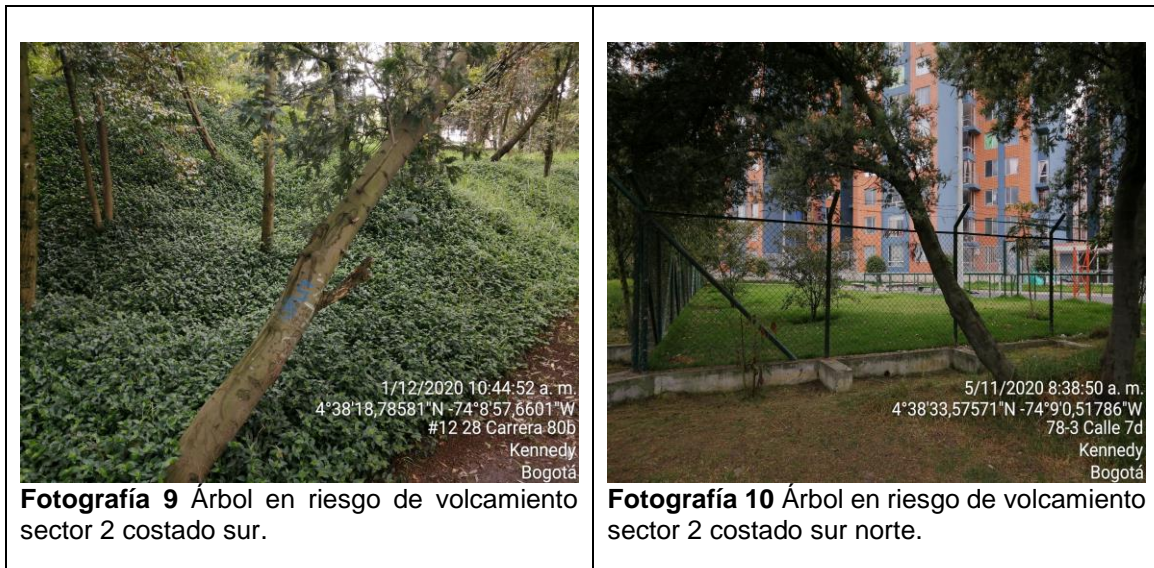 1/12/2020 10:44:52 a. m.
4°38'18,78581"N -74°8'57,6601"W
#12 28 Carrera 80b
Kennedy
Bogotá
Fotografía 9 Árbol en riesgo de volcamiento
sector 2 costado sur.
5/11/2020 8:38:50 a. m.
4°38'33,57571"N -74°9'0,51786"W
78-3 Calle 7d
Kennedy
Bogotá
Fotografía 10 Árbol en riesgo de volcamiento
sector 2 costado sur norte.